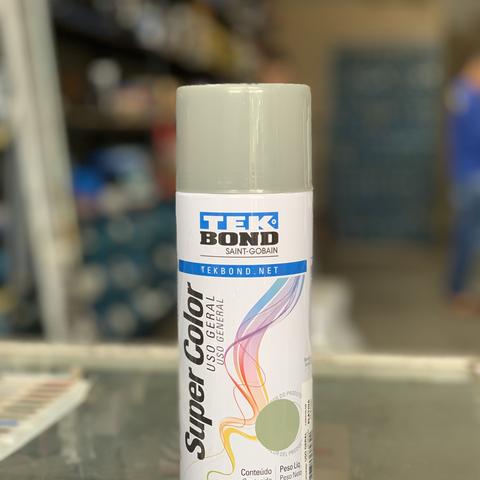 TEK
BOND
SAINT-GOBAIN
TEKBOND.NET
Super Color
USO GERAL
USO GENERAL
Conteúdo
Peso Líq.
Peso Neto